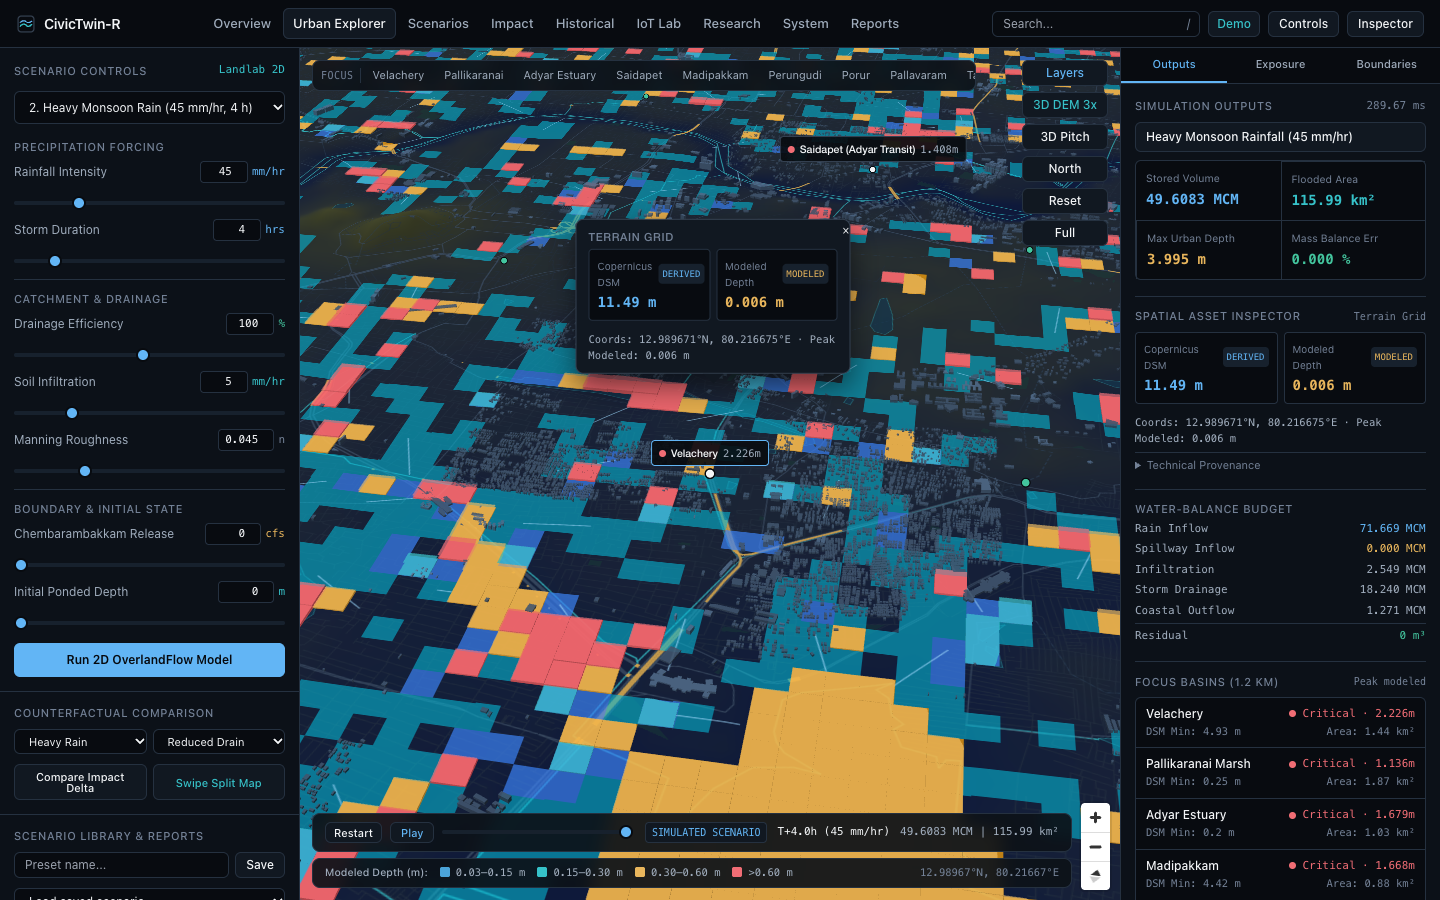 CivicTwin-R
Overview
Urban Explorer
Scenarios
Impact
Historical
IoT Lab
Research
System
Reports
Search...
/
Demo
Controls
Inspector
SCENARIO CONTROLS
Landlab 2D
2. Heavy Monsoon Rain (45 mm/hr, 4 h)
PRECIPITATION FORCING
Rainfall Intensity 45 mm/hr
Storm Duration 4 hrs
CATCHMENT & DRAINAGE
Drainage Efficiency 100 %
Soil Infiltration 5 mm/hr
Manning Roughness 0.045 n
BOUNDARY & INITIAL STATE
Chembarambakkam Release 0 cfs
Initial Ponded Depth 0 m
Run 2D OverlandFlow Model
COUNTERFACTUAL COMPARISON
Heavy Rain
Reduced Drain
Compare Impact
Delta
Swipe Split Map
SCENARIO LIBRARY & REPORTS
Preset name...
Save
FOCUS
Velachery
Pallikaranai
Adyar Estuary
Saidapet
Madipakkam
Perungudi
Porur
Pallavaram
Layers
3D DEM 3x
3D Pitch
North
Reset
Full
Saidapet (Adyar Transit) 1.408m
TERRAIN GRID
×
Copernicus
DSM
DERIVED
11.49 m
Modeled
Depth
MODELED
0.006 m
Coords: 12.989671°N, 80.216675°E · Peak
Modeled: 0.006 m
Velachery 2.226m
Restart
Play
SIMULATED SCENARIO
T+4.0h (45 mm/hr)
49.6083 MCM | 115.99 km²
Modeled Depth (m):
0.03–0.15 m
0.15–0.30 m
0.30–0.60 m
>0.60 m
12.98967°N, 80.21667°E
Outputs
Exposure
Boundaries
SIMULATION OUTPUTS
289.67 ms
Heavy Monsoon Rainfall (45 mm/hr)
Stored Volume
49.6083 MCM
Flooded Area
115.99 km²
Max Urban Depth
3.995 m
Mass Balance Err
0.000 %
SPATIAL ASSET INSPECTOR
Terrain Grid
Copernicus
DSM
DERIVED
11.49 m
Modeled
Depth
MODELED
0.006 m
Coords: 12.989671°N, 80.216675°E · Peak
Modeled: 0.006 m
Technical Provenance
WATER-BALANCE BUDGET
Rain Inflow 71.669 MCM
Spillway Inflow 0.000 MCM
Infiltration 2.549 MCM
Storm Drainage 18.240 MCM
Coastal Outflow 1.271 MCM
Residual 0 m³
FOCUS BASINS (1.2 KM)
Peak modeled
Velachery Critical · 2.226m
DSM Min: 4.93 m Area: 1.44 km²
Pallikaranai Marsh Critical · 1.136m
DSM Min: 0.25 m Area: 1.87 km²
Adyar Estuary Critical · 1.679m
DSM Min: 0.2 m Area: 1.03 km²
Madipakkam Critical · 1.668m
DSM Min: 4.42 m Area: 0.88 km²